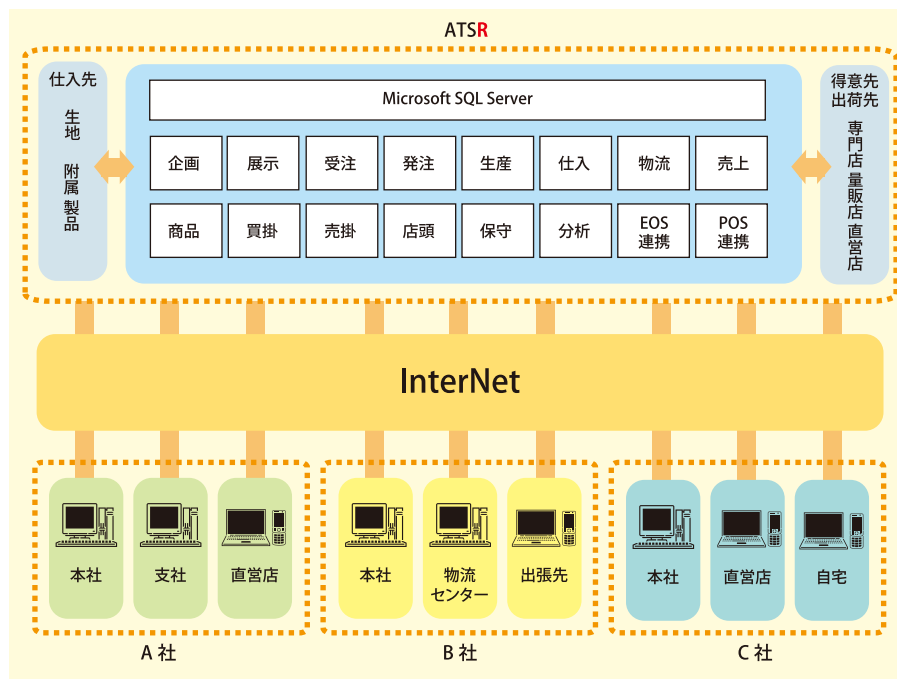 ATSR
仕入先
生地
附属
製品
Microsoft SQL Server
企画
展示
受注
発注
生産
仕入
物流
売上
商品
買掛
売掛
店頭
保守
分析
EOS
連携
POS
連携
得意先
出荷先
専門店
量販店
直営店
InterNet
本社
支社
直営店
A 社
本社
物流
センター
出張先
B 社
本社
直営店
自宅
C 社